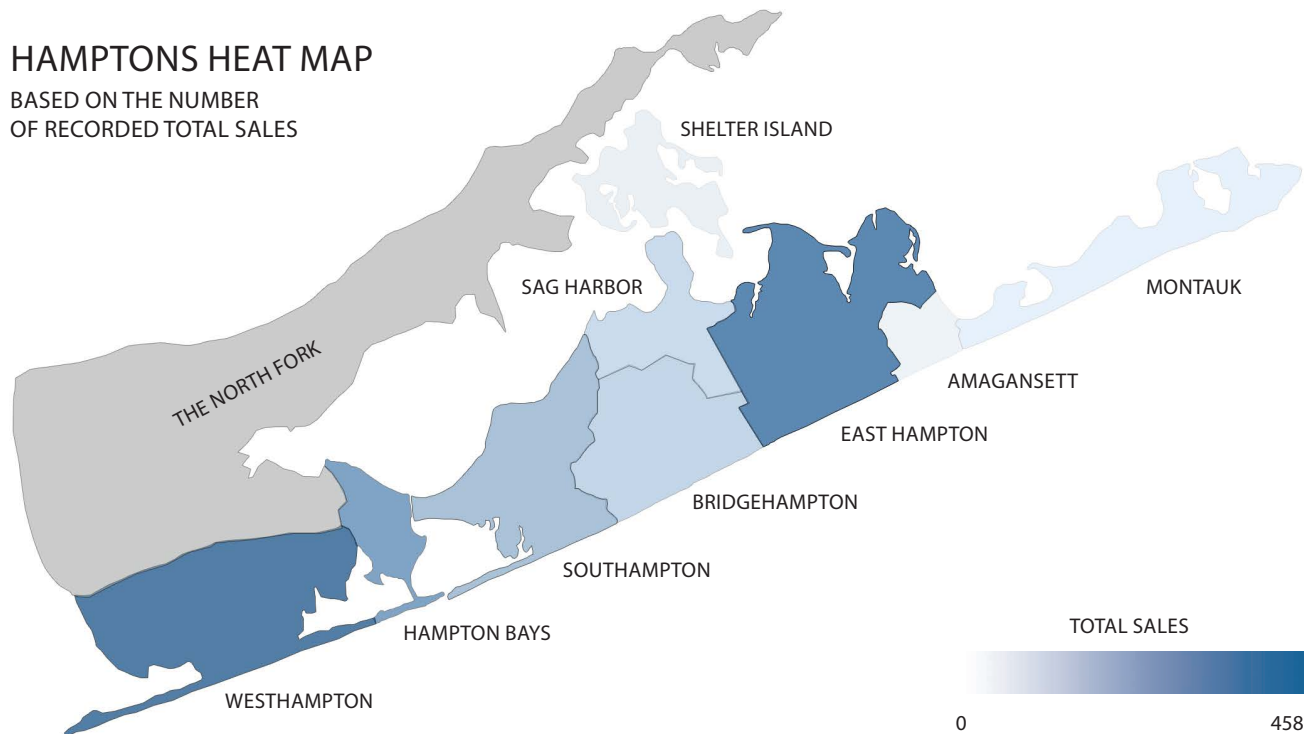 HAMPTONS HEAT MAP
BASED ON THE NUMBER
OF RECORDED TOTAL SALES
SHELTER ISLAND
SAG HARBOR
MONTAUK
THE NORTH FORK
AMAGANSETT
EAST HAMPTON
BRIDGEHAMPTON
SOUTHAMPTON
HAMPTON BAYS
WESTHAMPTON
TOTAL SALES
0
458